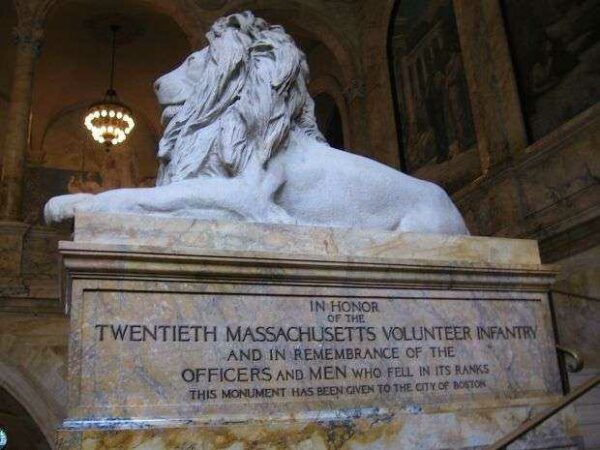 IN HONOR
OF THE
TWENTIETH MASSACHUSETTS VOLUNTEER INFANTRY
AND IN REMEMBRANCE OF THE
OFFICERS AND MEN WHO FELL IN ITS RANKS
THIS MONUMENT HAS BEEN GIVEN TO THE CITY OF BOSTON